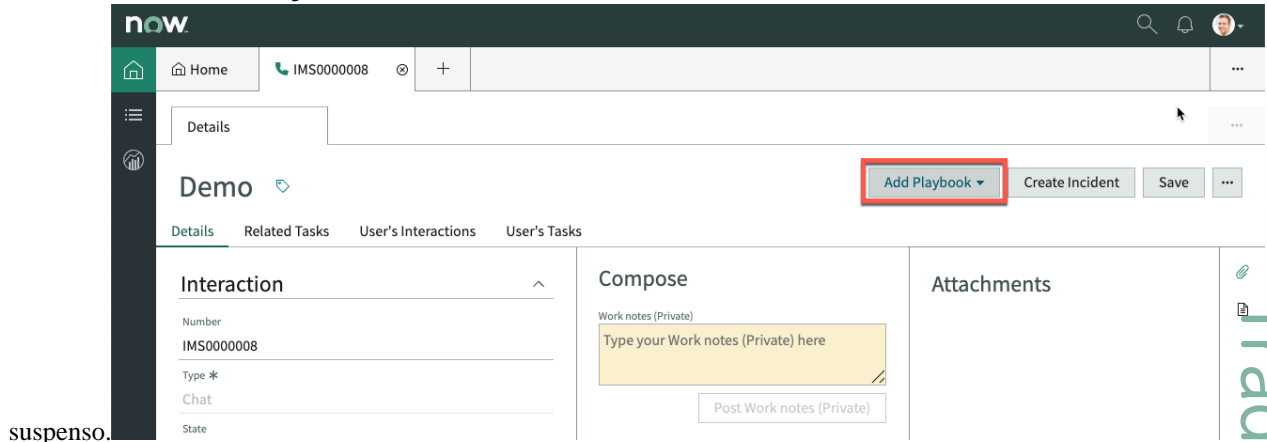 now.
Home
IMS0000008
Details
Demo
Add Playbook
Create Incident
Save
Details
Related Tasks
User's Interactions
User's Tasks
Interaction
Number
IMS0000008
Type *
Chat
State
Compose
Work notes (Private)
Type your Work notes (Private) here
Post Work notes (Private)
Attachments
suspenso.